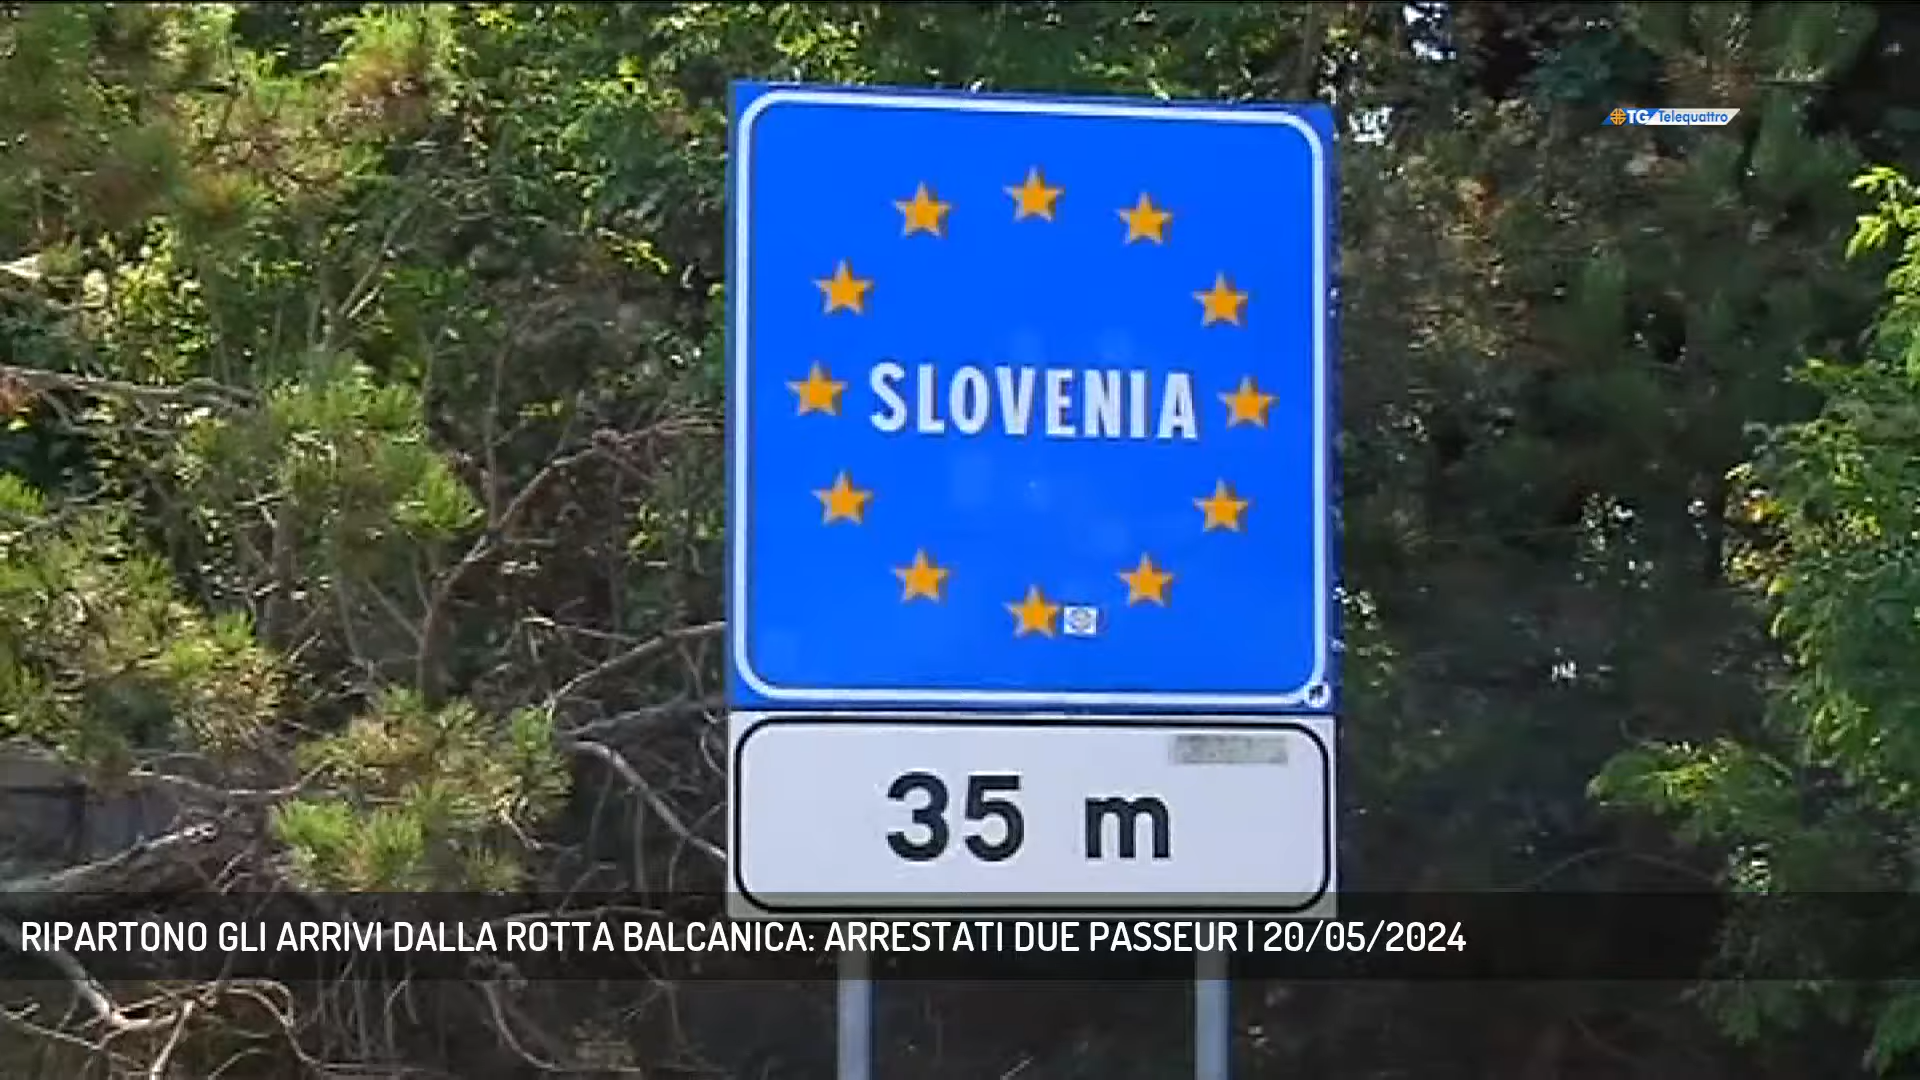 TG Telequattro
SLOVENIA
35 m
RIPARTONO GLI ARRIVI DALLA ROTTA BALCANICA: ARRESTATI DUE PASSEUR | 20/05/2024